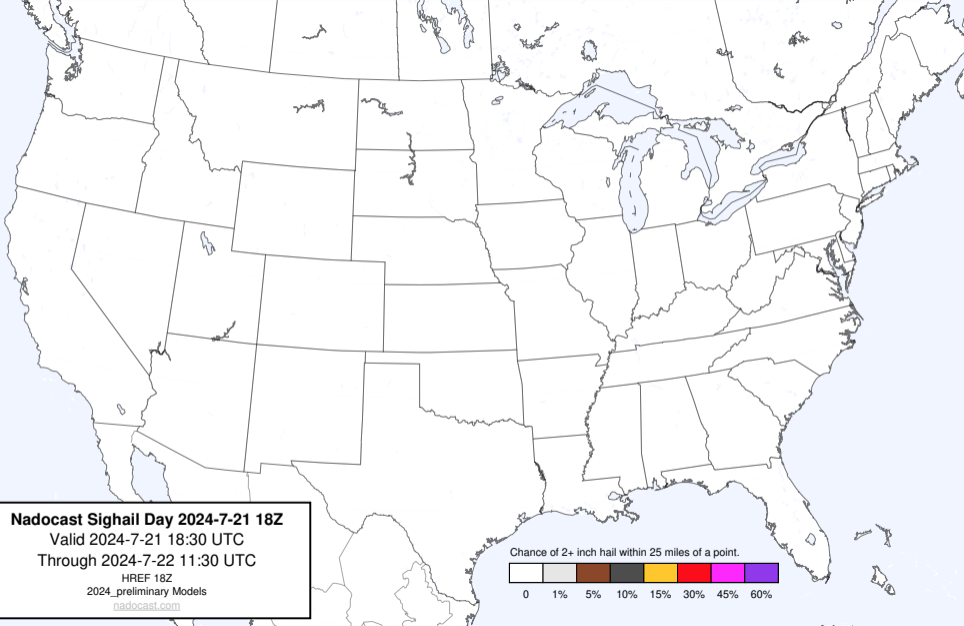 Nadocast Sighail Day 2024-7-21 18Z
Valid 2024-7-21 18:30 UTC
Through 2024-7-22 11:30 UTC
HREF 18Z
2024_preliminary Models
nadocast.com
Chance of 2+ inch hail within 25 miles of a point.
0 1% 5% 10% 15% 30% 45% 60%